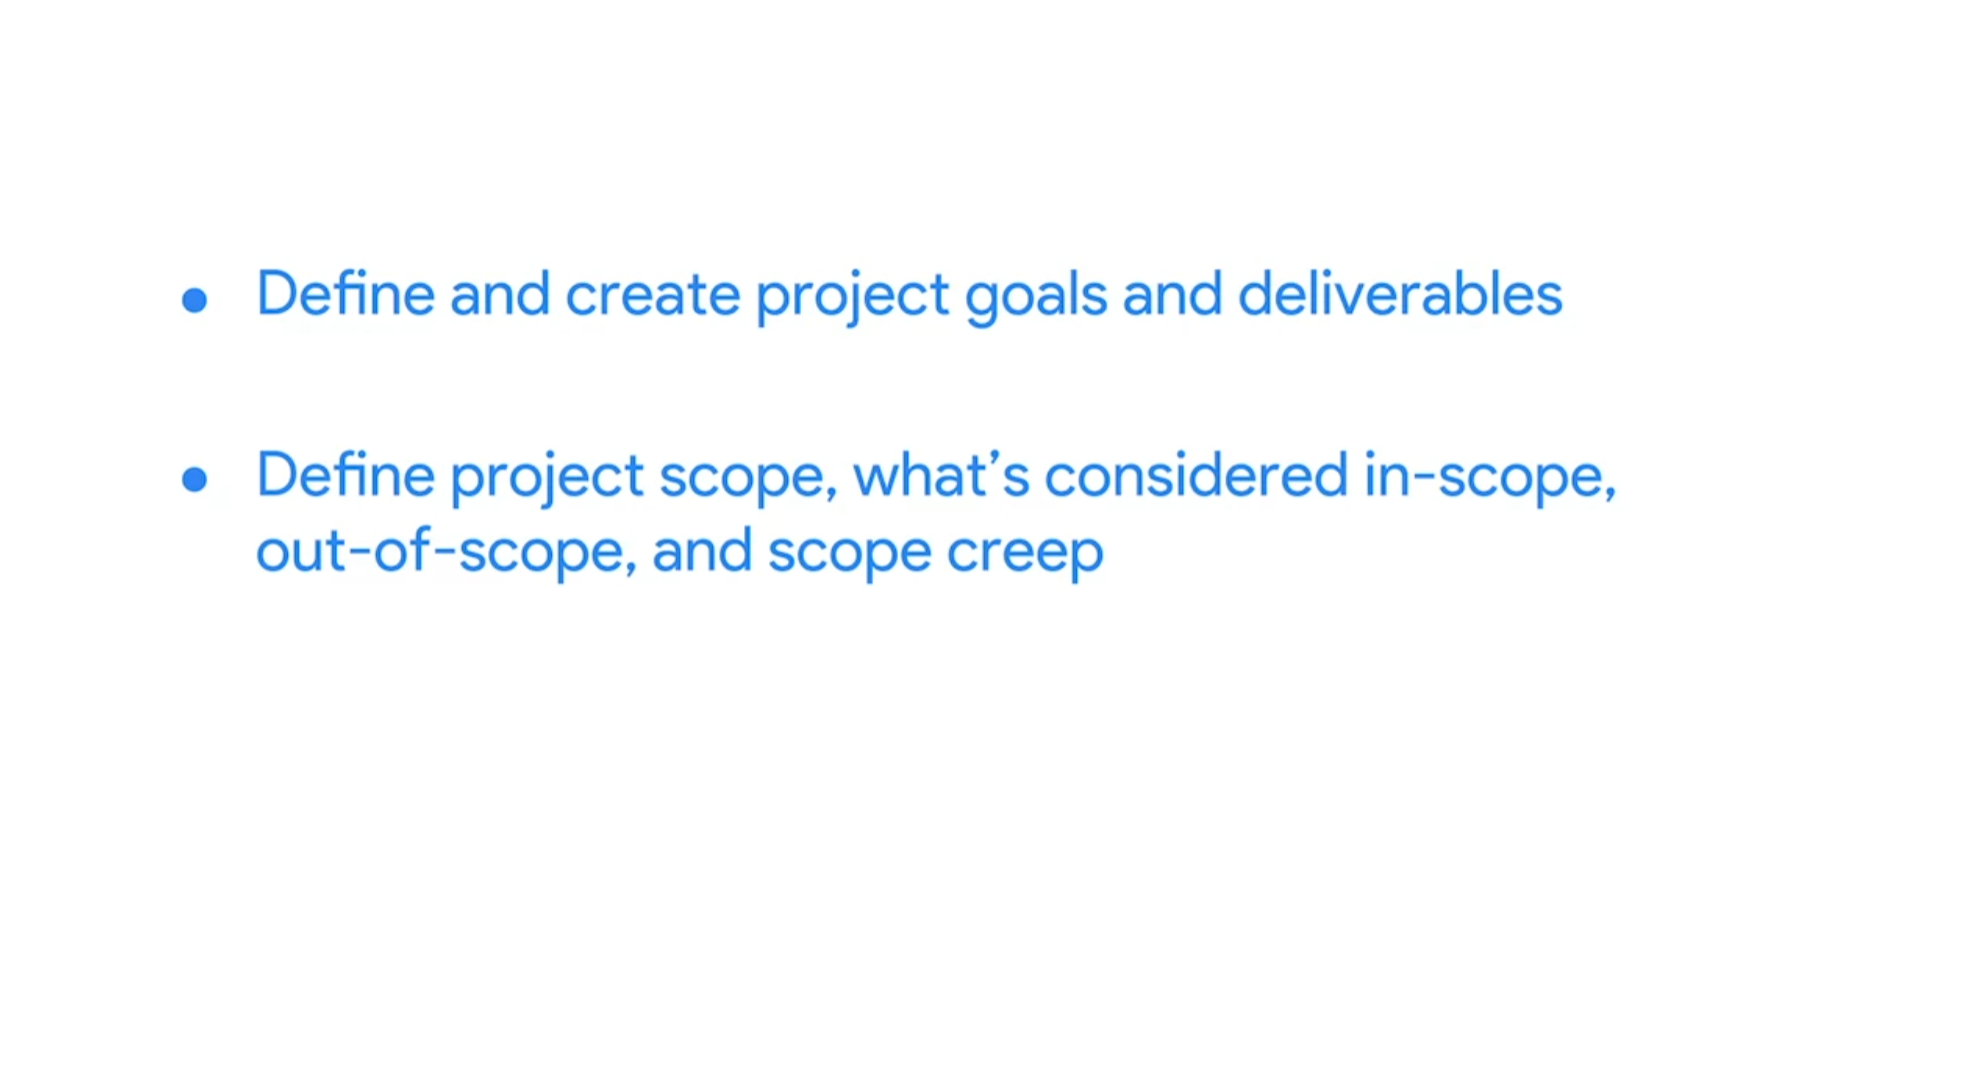 • Define and create project goals and deliverables
• Define project scope, what’s considered in-scope,
out-of-scope, and scope creep